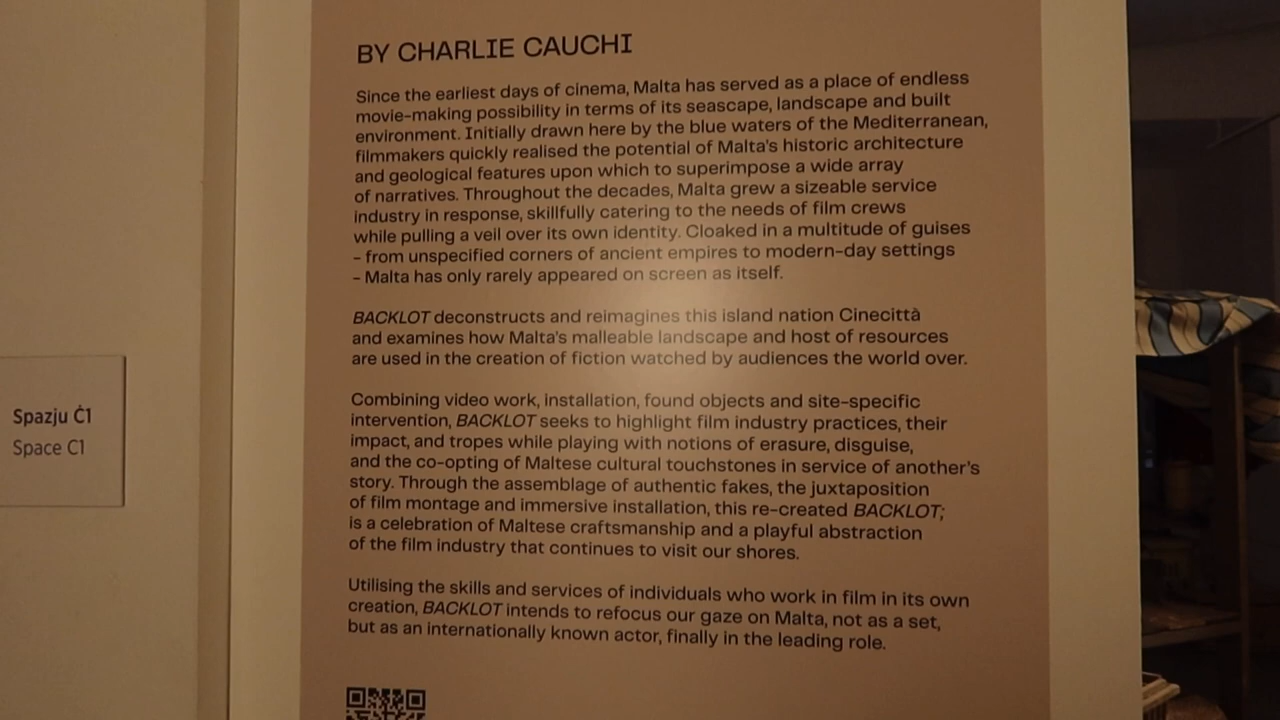 BY CHARLIE CAUCHI
Since the earliest days of cinema, Malta has served as a place of endless
movie-making possibility in terms of its seascape, landscape and built
environment. Initially drawn here by the blue waters of the Mediterranean,
filmmakers quickly realised the potential of Malta's historic architecture
and geological features upon which to superimpose a wide array
of narratives. Throughout the decades, Malta grew a sizeable service
industry in response, skillfully catering to the needs of film crews
while pulling a veil over its own identity. Cloaked in a multitude of guises
- from unspecified corners of ancient empires to modern-day settings
- Malta has only rarely appeared on screen as itself.
BACKLOT deconstructs and reimagines this island nation Cinecittà
and examines how Malta's malleable landscape and host of resources
are used in the creation of fiction watched by audiences the world over.
Combining video work, installation, found objects and site-specific
intervention, BACKLOT seeks to highlight film industry practices, their
impact, and tropes while playing with notions of erasure, disguise,
and the co-opting of Maltese cultural touchstones in service of another's
story. Through the assemblage of authentic fakes, the juxtaposition
of film montage and immersive installation, this re-created BACKLOT;
is a celebration of Maltese craftsmanship and a playful abstraction
of the film industry that continues to visit our shores.
Utilising the skills and services of individuals who work in film in its own
creation, BACKLOT intends to refocus our gaze on Malta, not as a set,
but as an internationally known actor, finally in the leading role.
Spazju Ċ1
Space C1